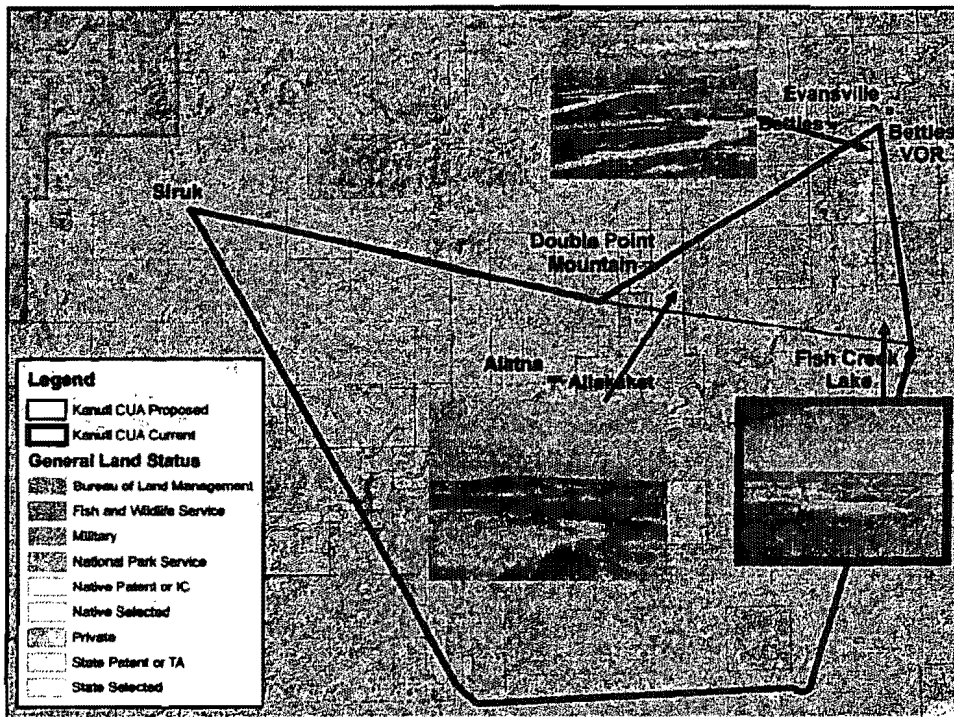 Evansville
Bettles
Bettles
VOR
Siruk
Double Point
Mountain
Alatna
Allakaket
Fish Creek
Lake
Legend
Kanuti CUA Proposed
Kanuti CUA Current
General Land Status
Bureau of Land Management
Fish and Wildlife Service
Military
National Park Service
Native Patent or IC
Native Selected
Private
State Patent or TA
State Selected